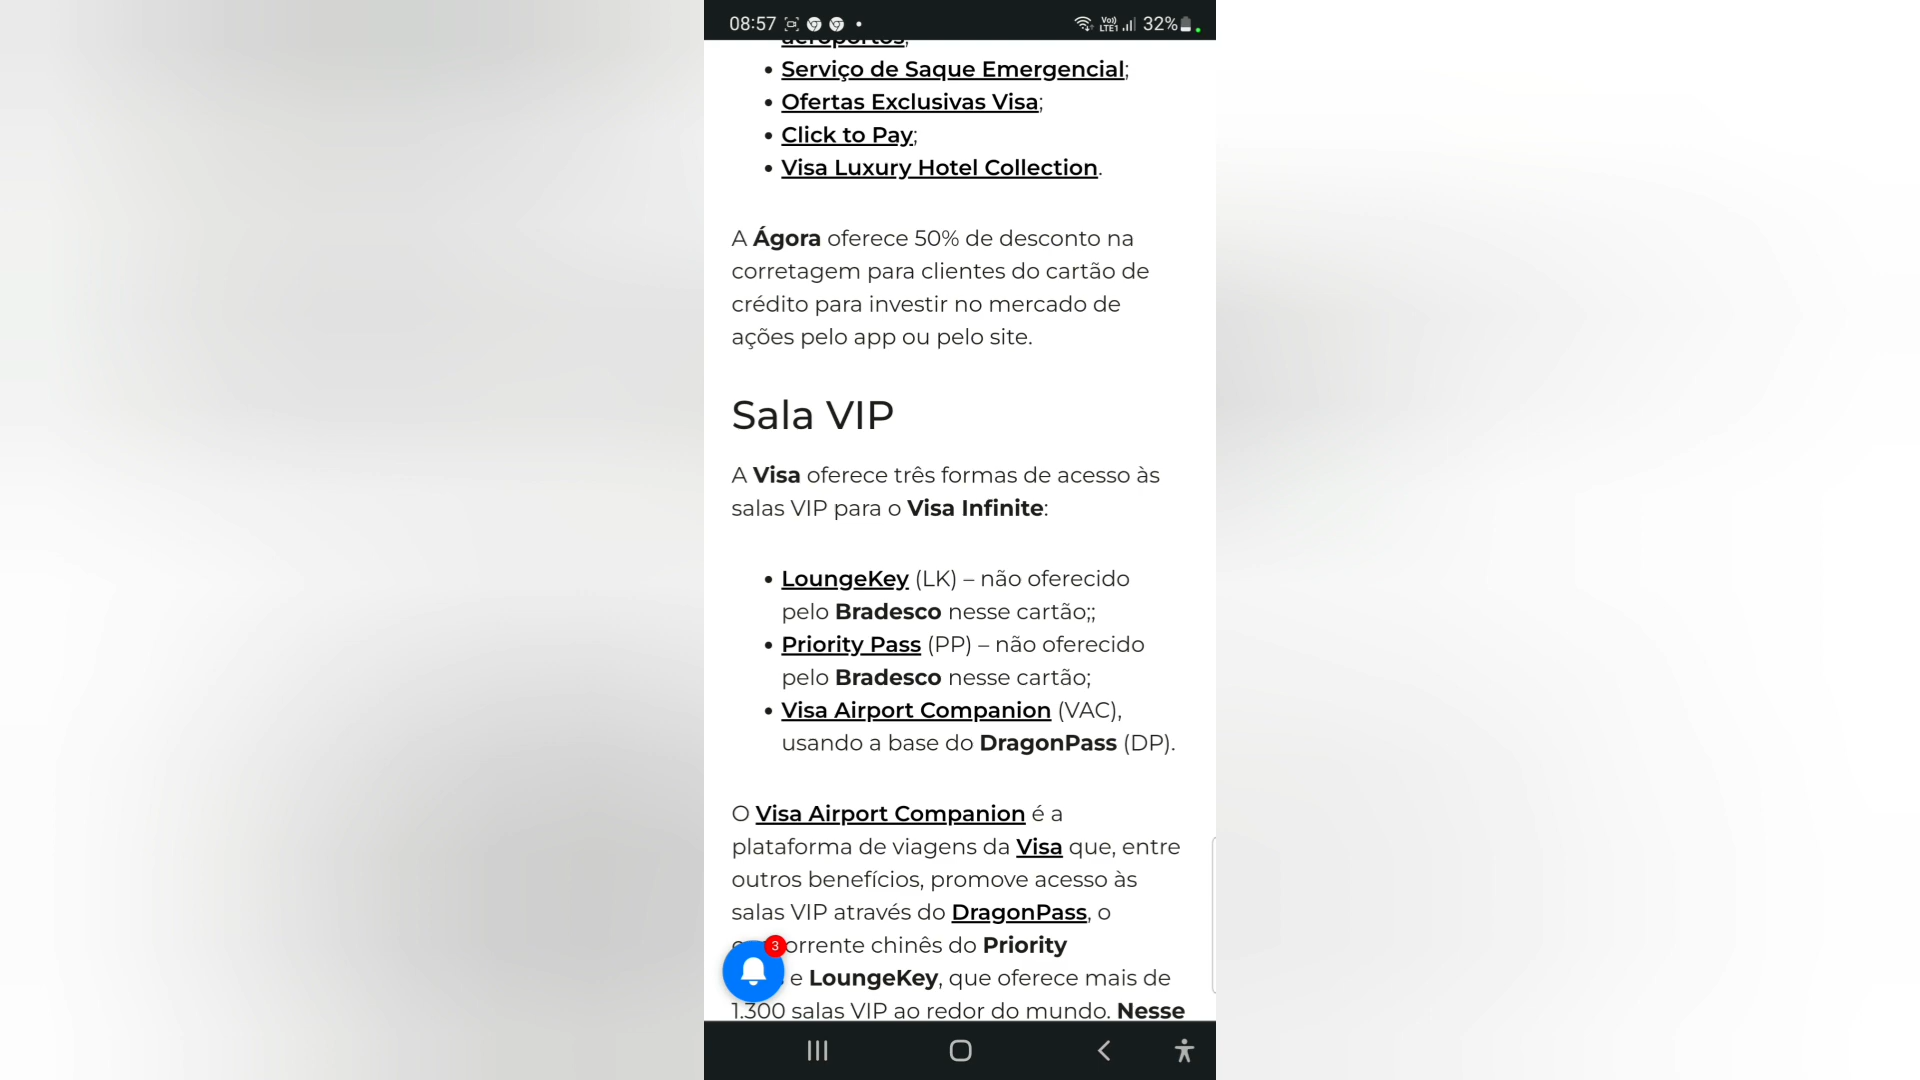 08:57
VoLTE1 32%
aeroportos;
• Serviço de Saque Emergencial;
• Ofertas Exclusivas Visa;
• Click to Pay;
• Visa Luxury Hotel Collection.
A Ágora oferece 50% de desconto na
corretagem para clientes do cartão de
crédito para investir no mercado de
ações pelo app ou pelo site.
Sala VIP
A Visa oferece três formas de acesso às
salas VIP para o Visa Infinite:
• LoungeKey (LK) – não oferecido
pelo Bradesco nesse cartão;;
• Priority Pass (PP) – não oferecido
pelo Bradesco nesse cartão;
• Visa Airport Companion (VAC),
usando a base do DragonPass (DP).
O Visa Airport Companion é a
plataforma de viagens da Visa que, entre
outros benefícios, promove acesso às
salas VIP através do DragonPass, o
orrente chinês do Priority
3
e LoungeKey, que oferece mais de
1.300 salas VIP ao redor do mundo. Nesse